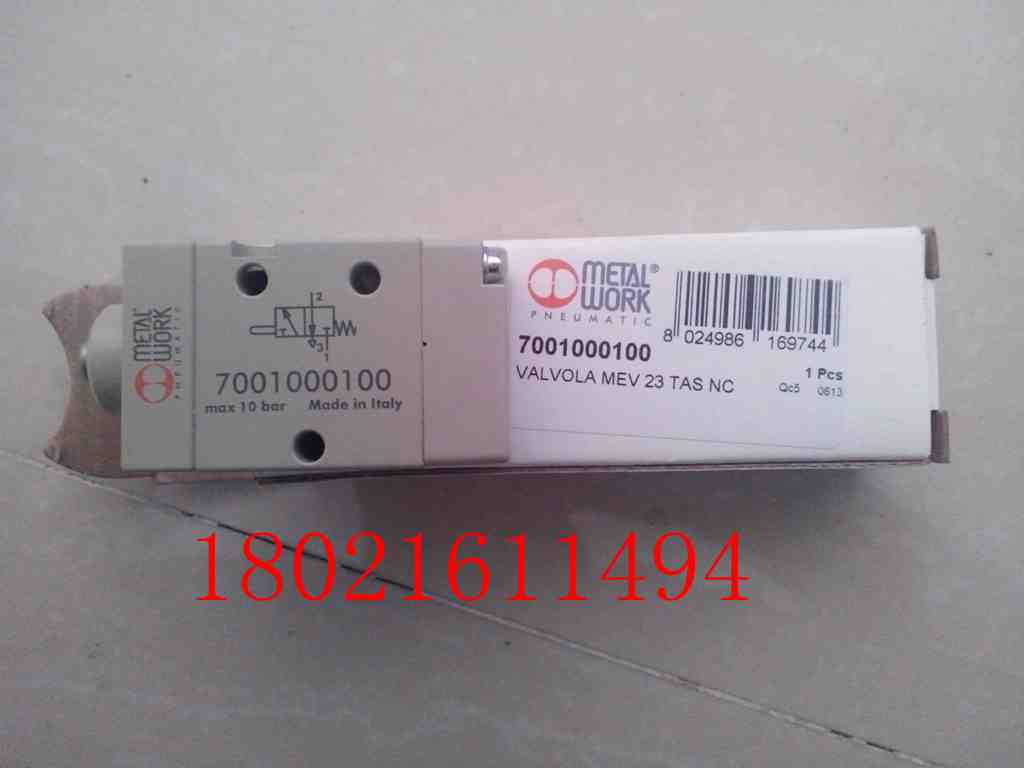 METAL
WORK
PNEUMATIC
2
3
1
7001000100
max 10 bar Made in Italy
METAL®
WORK
PNEUMATIC
8 024986 169744
7001000100
VALVOLA MEV 23 TAS NC
1 Pcs
Qc5 0613
18021611494